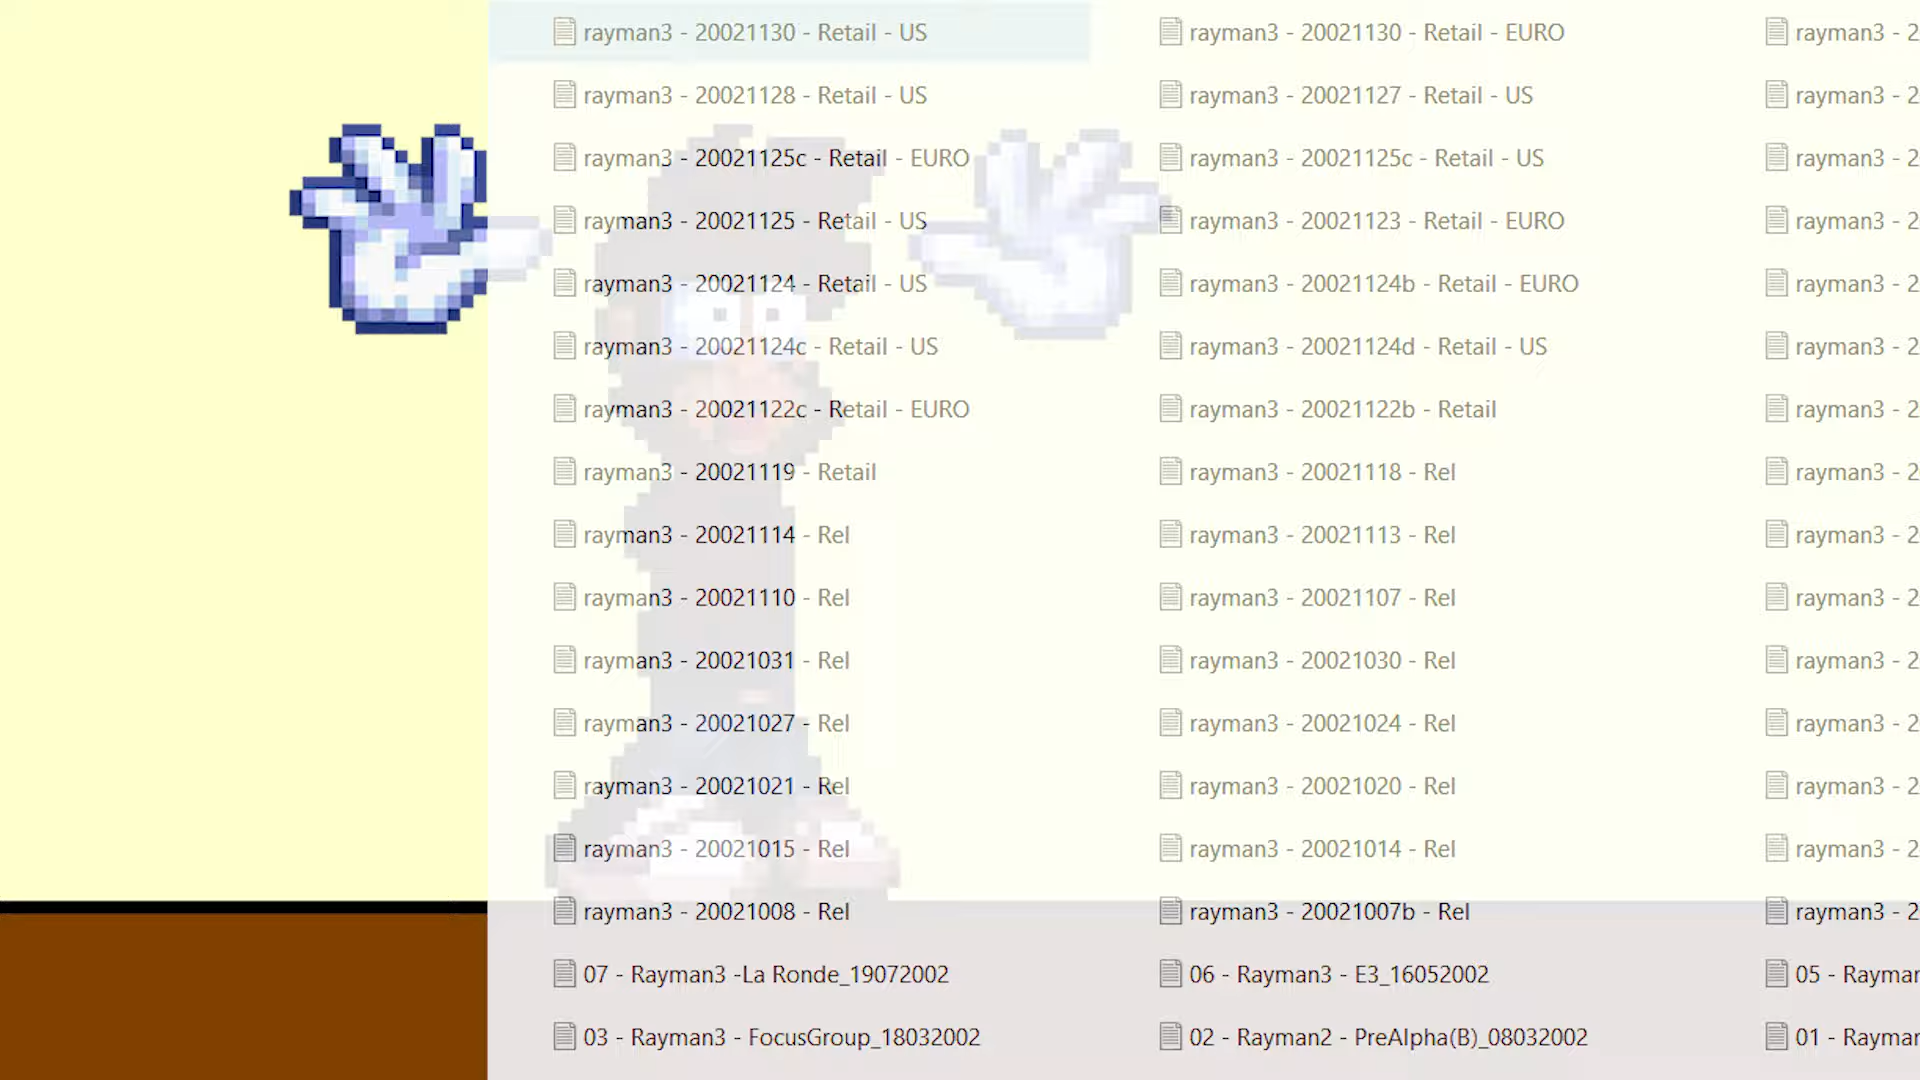 rayman3 - 20021130 - Retail - US rayman3 - 20021130 - Retail - EURO rayman3 - 2
rayman3 - 20021128 - Retail - US rayman3 - 20021127 - Retail - US rayman3 - 2
rayman3 - 20021125c - Retail - EURO rayman3 - 20021125c - Retail - US rayman3 - 2
rayman3 - 20021125 - Retail - US rayman3 - 20021123 - Retail - EURO rayman3 - 2
rayman3 - 20021124 - Retail - US rayman3 - 20021124b - Retail - EURO rayman3 - 2
rayman3 - 20021124c - Retail - US rayman3 - 20021124d - Retail - US rayman3 - 2
rayman3 - 20021122c - Retail - EURO rayman3 - 20021122b - Retail rayman3 - 2
rayman3 - 20021119 - Retail rayman3 - 20021118 - Rel rayman3 - 2
rayman3 - 20021114 - Rel rayman3 - 20021113 - Rel rayman3 - 2
rayman3 - 20021110 - Rel rayman3 - 20021107 - Rel rayman3 - 2
rayman3 - 20021031 - Rel rayman3 - 20021030 - Rel rayman3 - 2
rayman3 - 20021027 - Rel rayman3 - 20021024 - Rel rayman3 - 2
rayman3 - 20021021 - Rel rayman3 - 20021020 - Rel rayman3 - 2
rayman3 - 20021015 - Rel rayman3 - 20021014 - Rel rayman3 - 2
rayman3 - 20021008 - Rel rayman3 - 20021007b - Rel rayman3 - 2
07 - Rayman3 -La Ronde_19072002 06 - Rayman3 - E3_16052002 05 - Rayman
03 - Rayman3 - FocusGroup_18032002 02 - Rayman2 - PreAlpha(B)_08032002 01 - Rayman